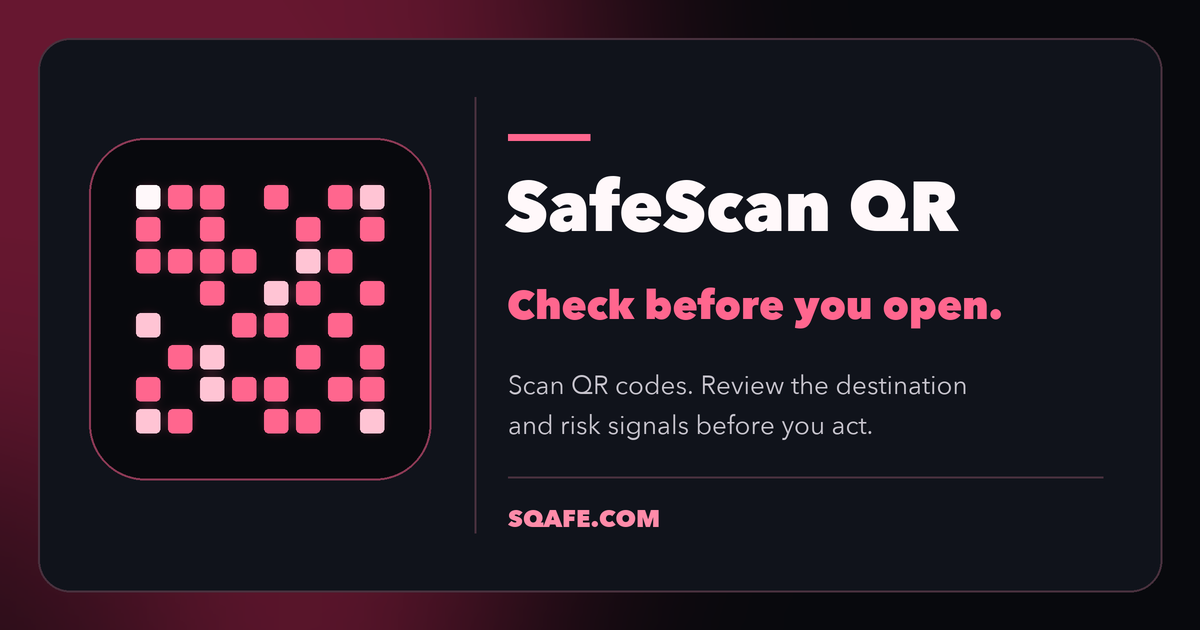 SafeScan QR
Check before you open.
Scan QR codes. Review the destination
and risk signals before you act.
SQAFE.COM